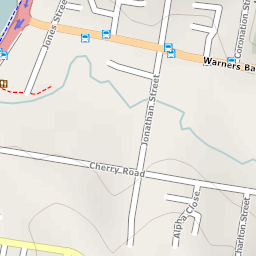 Jones Street
Coronation Street
Warners Ba
Jonathan Street
Cherry Road
Alpha Close
Charlton Street